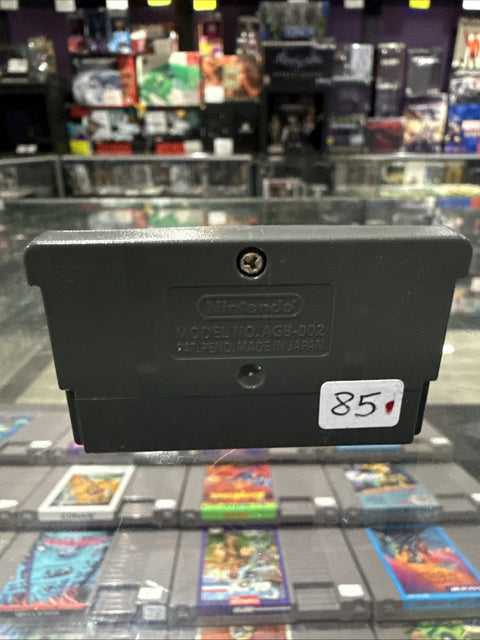 Nintendo
MODEL NO. AGB-002
PAT. PEND. MADE IN JAPAN
85